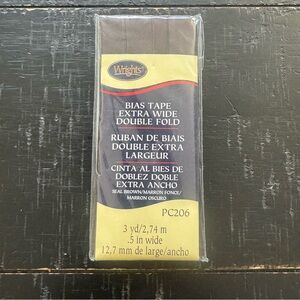 Wrights
BIAS TAPE
EXTRA WIDE
DOUBLE FOLD
RUBAN DE BIAIS
DOUBLE EXTRA
LARGEUR
CINTA AL BIES DE
DOBLEZ DOBLE
EXTRA ANCHO
SEAL BROWN/MARRON FONCE/
MARRON OSCURO
PC206
3 yd/2,74 m
.5 in wide
12,7 mm de large/ancho